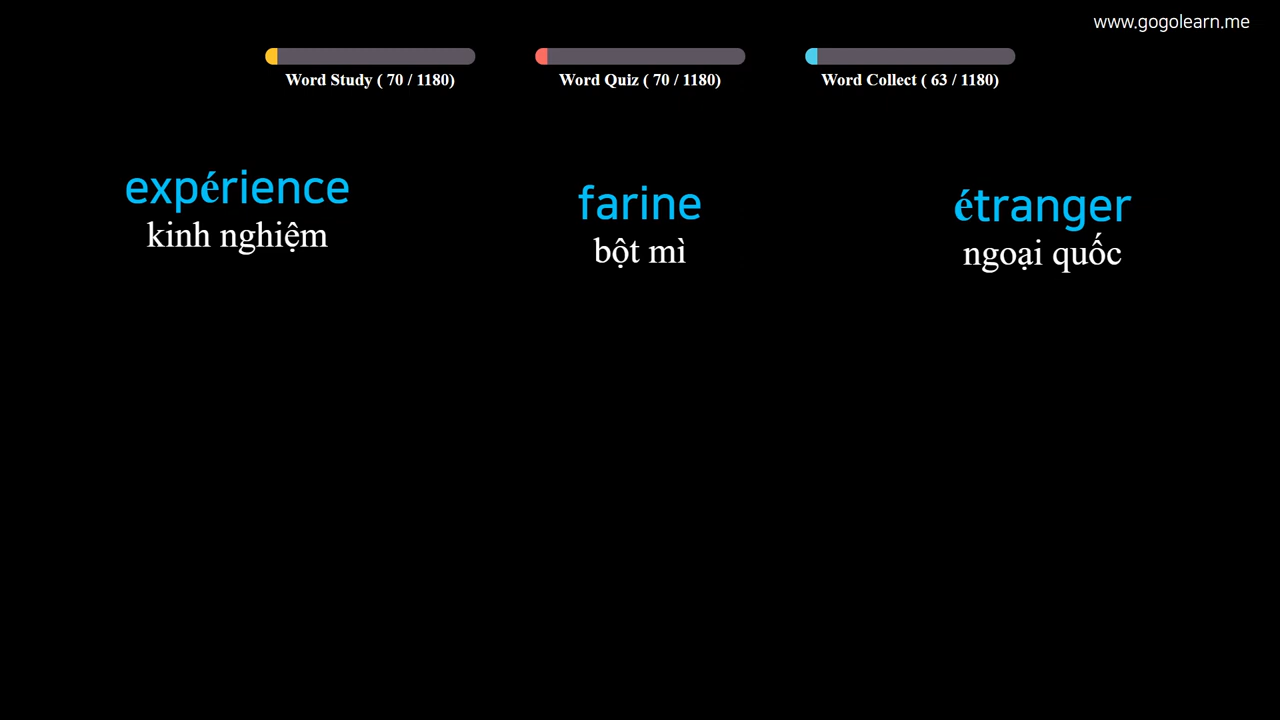 www.gogolearn.me
Word Study ( 70 / 1180)
Word Quiz ( 70 / 1180)
Word Collect ( 63 / 1180)
expérience
kinh nghiệm
farine
bột mì
étranger
ngoại quốc